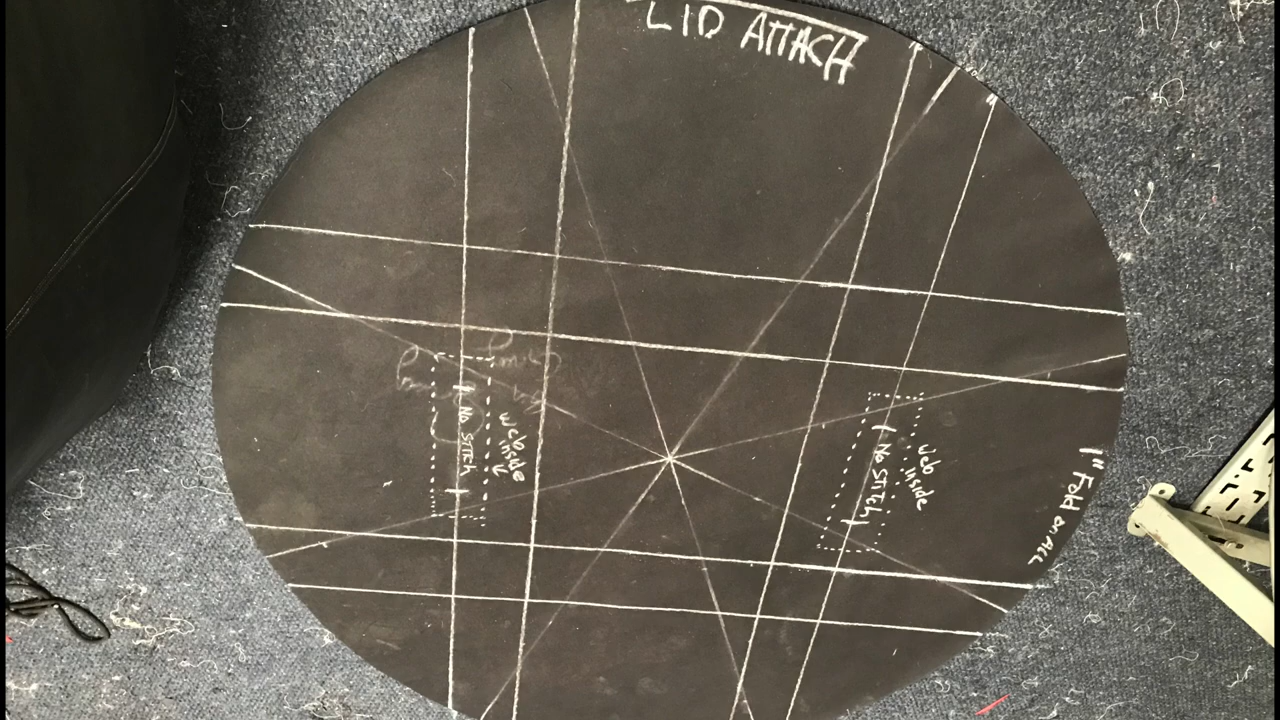 LID ATTACH
web
inside
NO STITCH
web
inside
NO STITCH
1" Fold on ALL